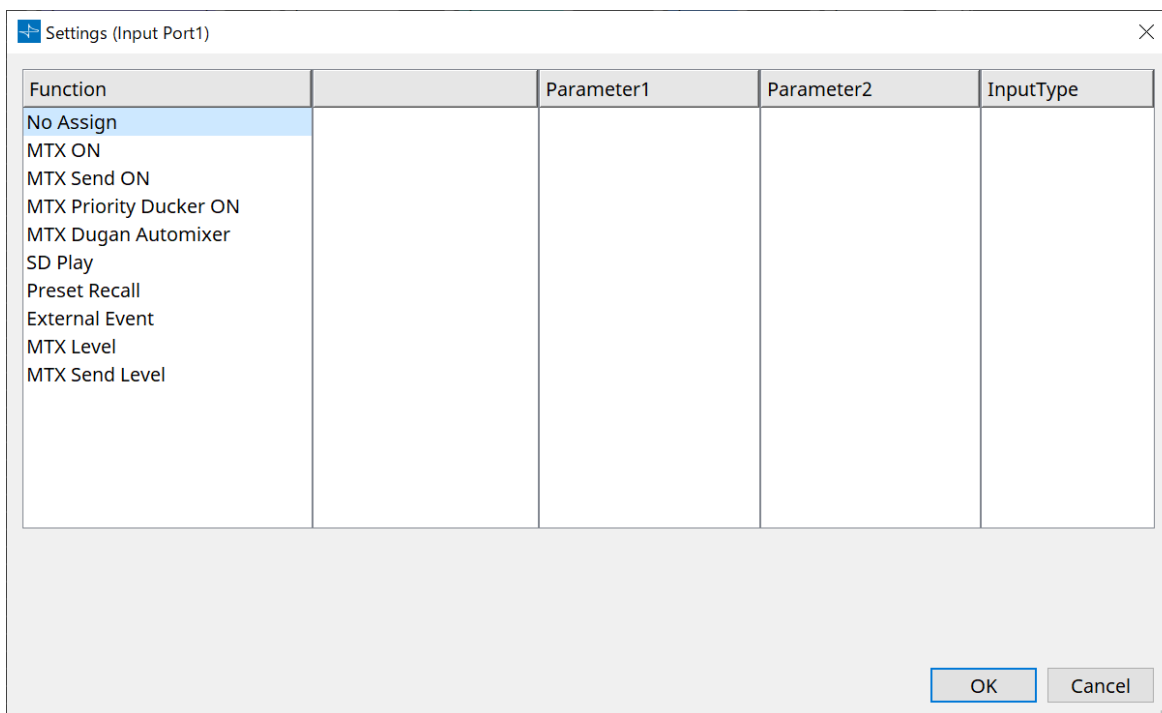 Settings (Input Port1)
Function Parameter1 Parameter2 InputType
No Assign
MTX ON
MTX Send ON
MTX Priority Ducker ON
MTX Dugan Automixer
SD Play
Preset Recall
External Event
MTX Level
MTX Send Level
OK Cancel